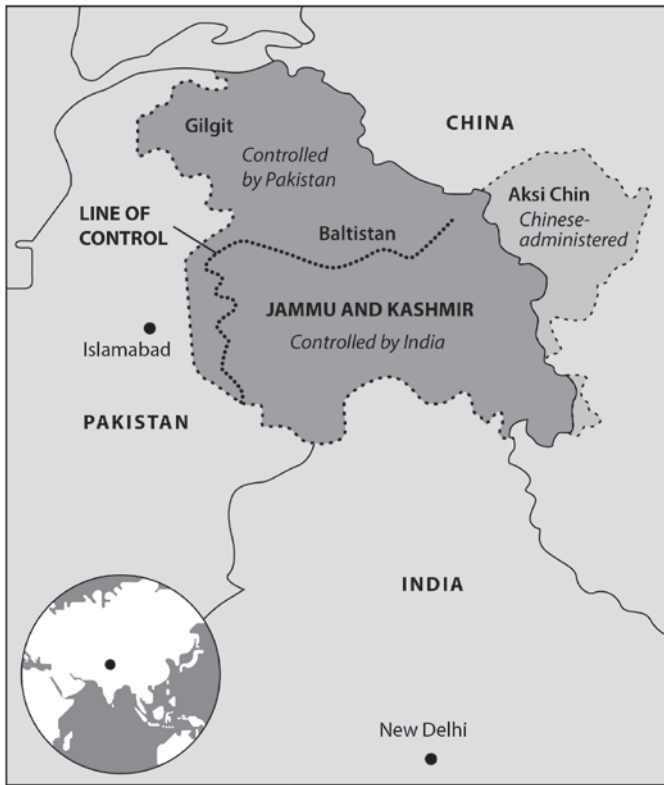 Gilgit
Controlled
by Pakistan
CHINA
Aksi Chin
Chinese-
administered
LINE OF
CONTROL
Baltistan
JAMMU AND KASHMIR
Controlled by India
Islamabad
PAKISTAN
INDIA
New Delhi